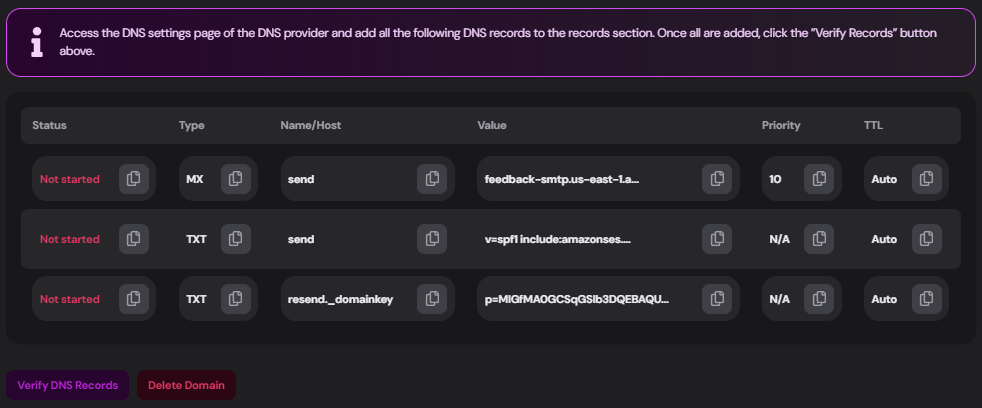 Access the DNS settings page of the DNS provider and add all the following DNS records to the records section. Once all are added, click the "Verify Records" button
above.
Status Type Name/Host Value Priority TTL
Not started MX send feedback-smtp.us-east-1.a... 10 Auto
Not started TXT send v=spf1 include:amazonses.... N/A Auto
Not started TXT resend._domainkey p=MIGfMA0GCSqGSIb3DQEBAQU... N/A Auto
Verify DNS Records Delete Domain